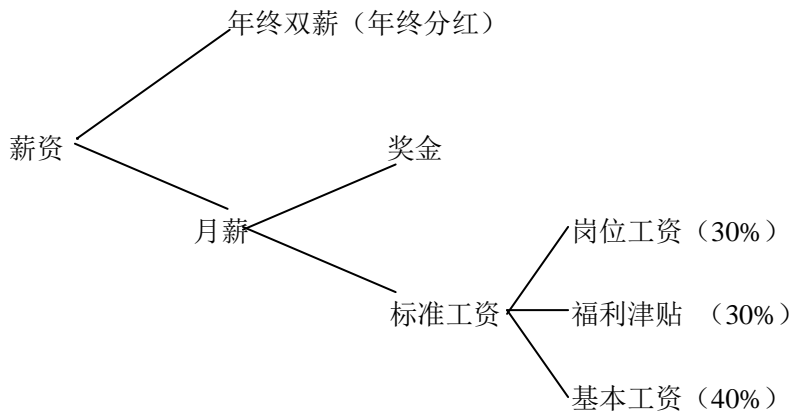 年终双薪（年终分红）
薪资
奖金
月薪
岗位工资（30%）
标准工资
福利津贴 （30%）
基本工资（40%）